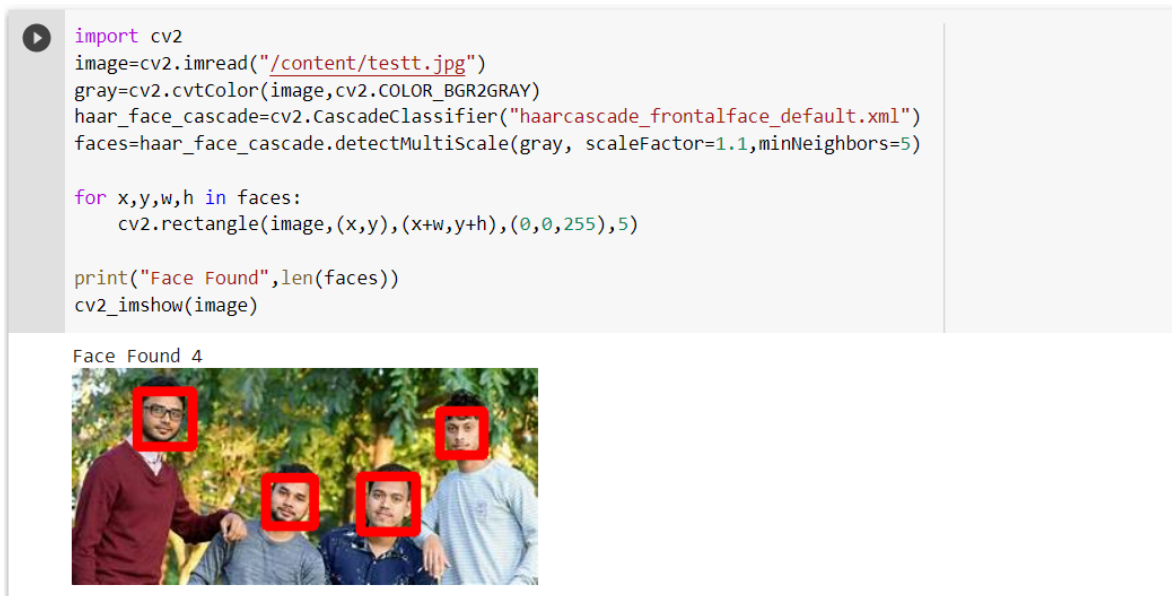 import cv2
image=cv2.imread("/content/testt.jpg")
gray=cv2.cvtColor(image,cv2.COLOR_BGR2GRAY)
haar_face_cascade=cv2.CascadeClassifier("haarcascade_frontalface_default.xml")
faces=haar_face_cascade.detectMultiScale(gray, scaleFactor=1.1,minNeighbors=5)
for x,y,w,h in faces:
    cv2.rectangle(image,(x,y),(x+w,y+h),(0,0,255),5)
print("Face Found",len(faces))
cv2_imshow(image)
Face Found 4